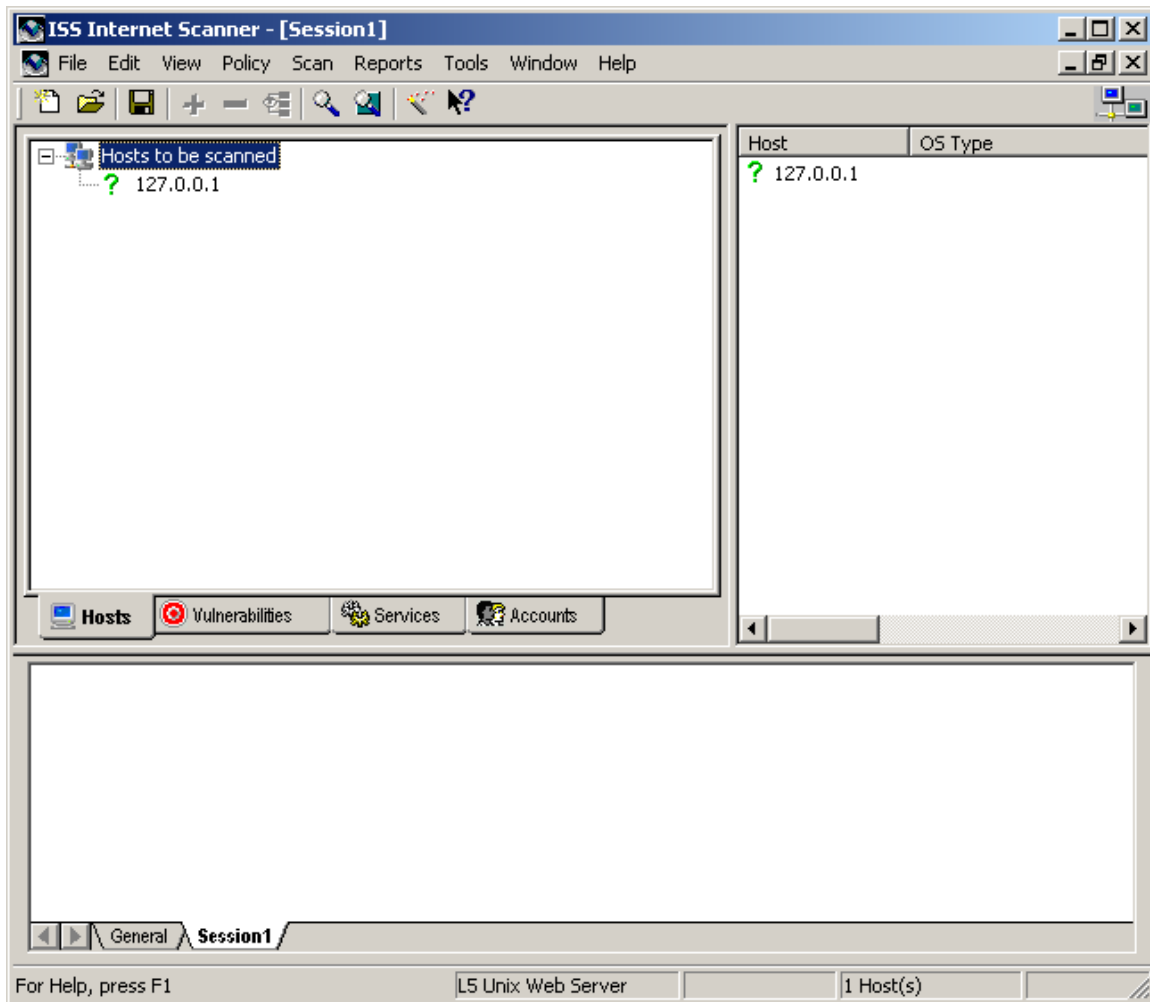 ISS Internet Scanner - [Session1]
File Edit View Policy Scan Reports Tools Window Help
Hosts to be scanned
127.0.0.1
Host OS Type
127.0.0.1
Hosts Vulnerabilities Services Accounts
General Session1
For Help, press F1 L5 Unix Web Server 1 Host(s)